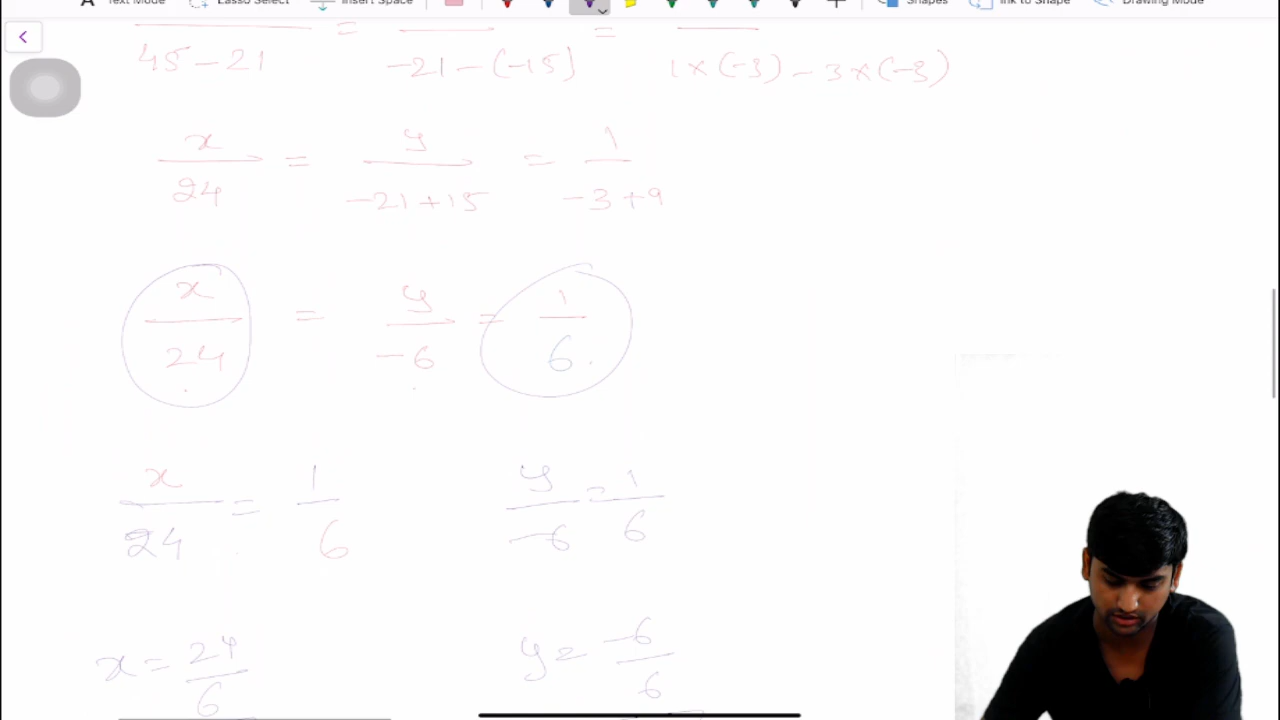 Text Mode Lasso Select Insert Space Shapes Ink to Shape Drawing Mode
= =
45 - 21 -21 - (-15) 1 × (-3) - 3 × (-3)
x/24 = y/-21+15 = 1/-3+9
x/24 = y/-6 = 1/6
x/24 = 1/6 y/-6 = 1/6
x = 24/6 y = -6/6